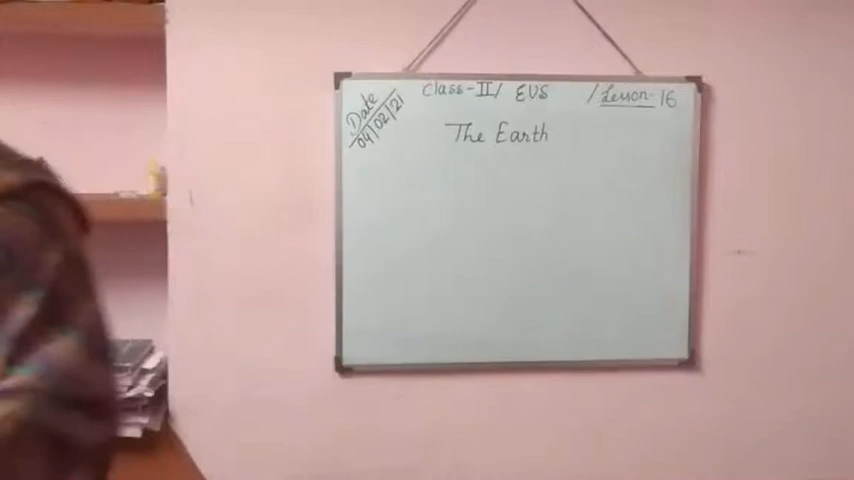 Date
04/02/21
Class-II/ EVS /Lesson-16
The Earth